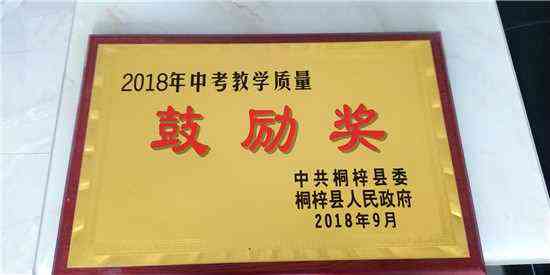 2018年中考教学质量
鼓励奖
中共桐梓县委
桐梓县人民政府
2018年9月